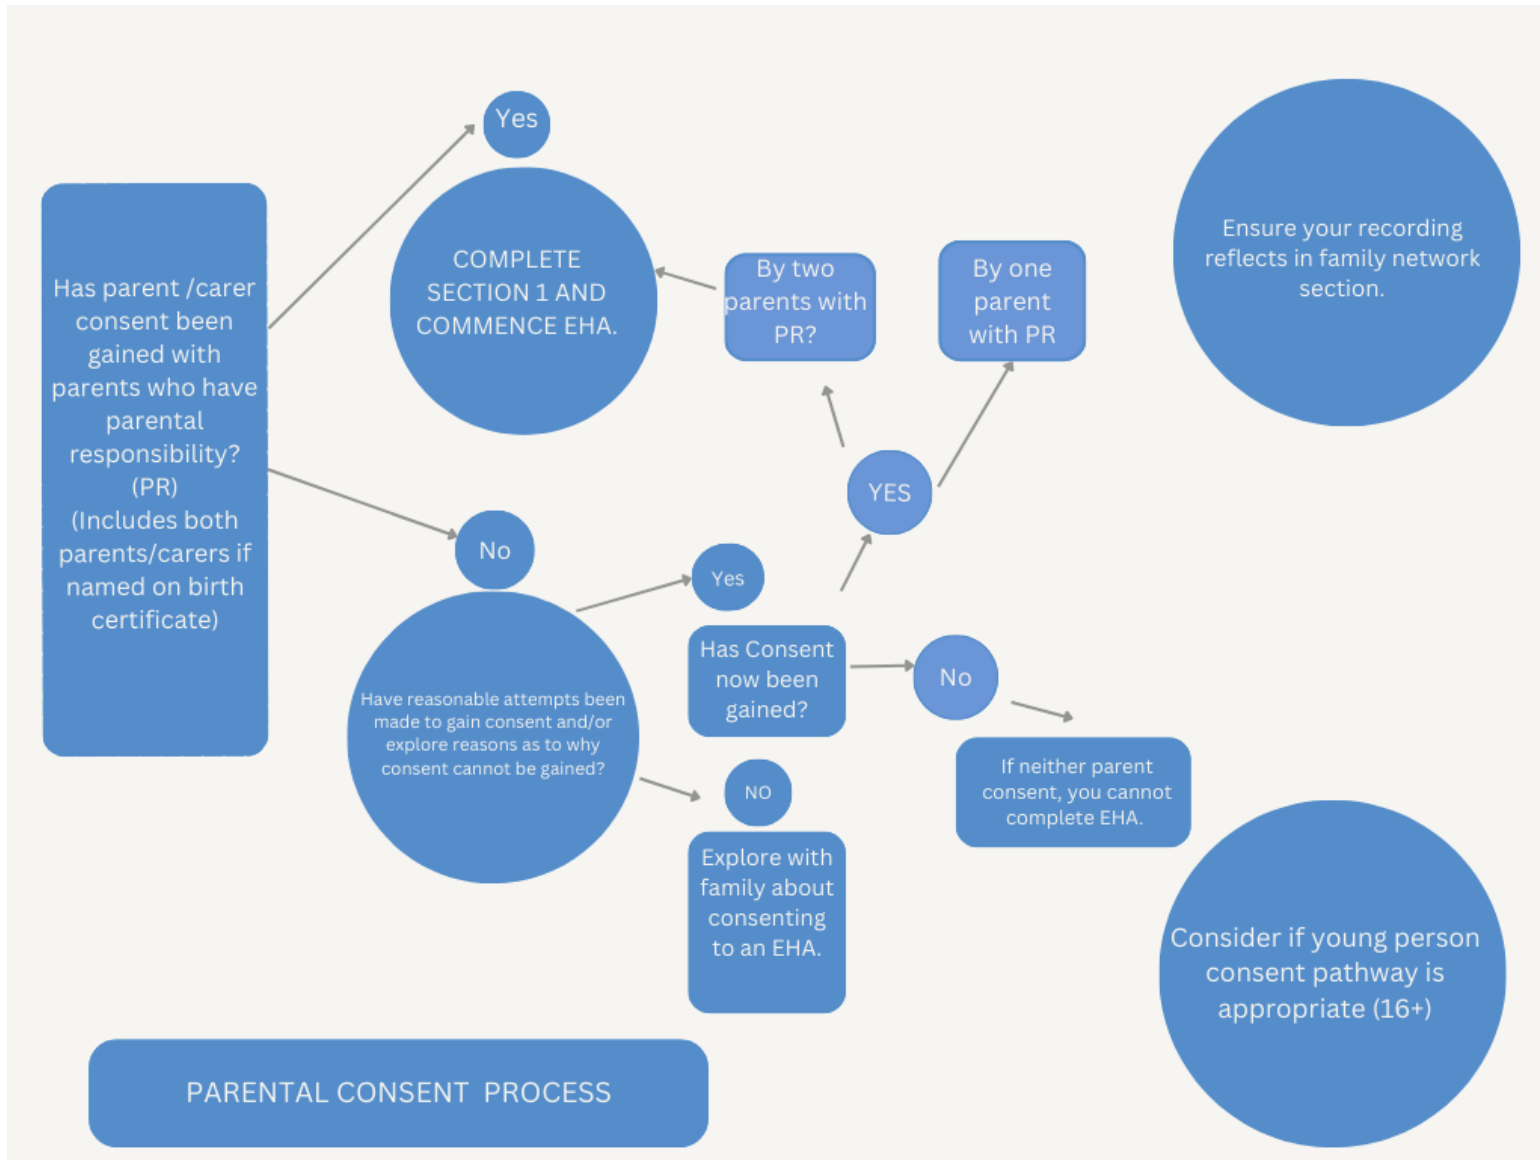 Yes
Has parent /carer
consent been
gained with
parents who have
parental
responsibility?
(PR)
(Includes both
parents/carers if
named on birth
certificate)
COMPLETE
SECTION 1 AND
COMMENCE EHA.
By two
parents with
PR?
By one
parent
with PR
Ensure your recording
reflects in family network
section.
YES
No
Have reasonable attempts been
made to gain consent and/or
explore reasons as to why
consent cannot be gained?
Yes
Has Consent
now been
gained?
No
If neither parent
consent, you cannot
complete EHA.
NO
Explore with
family about
consenting
to an EHA.
Consider if young person
consent pathway is
appropriate (16+)
PARENTAL CONSENT PROCESS